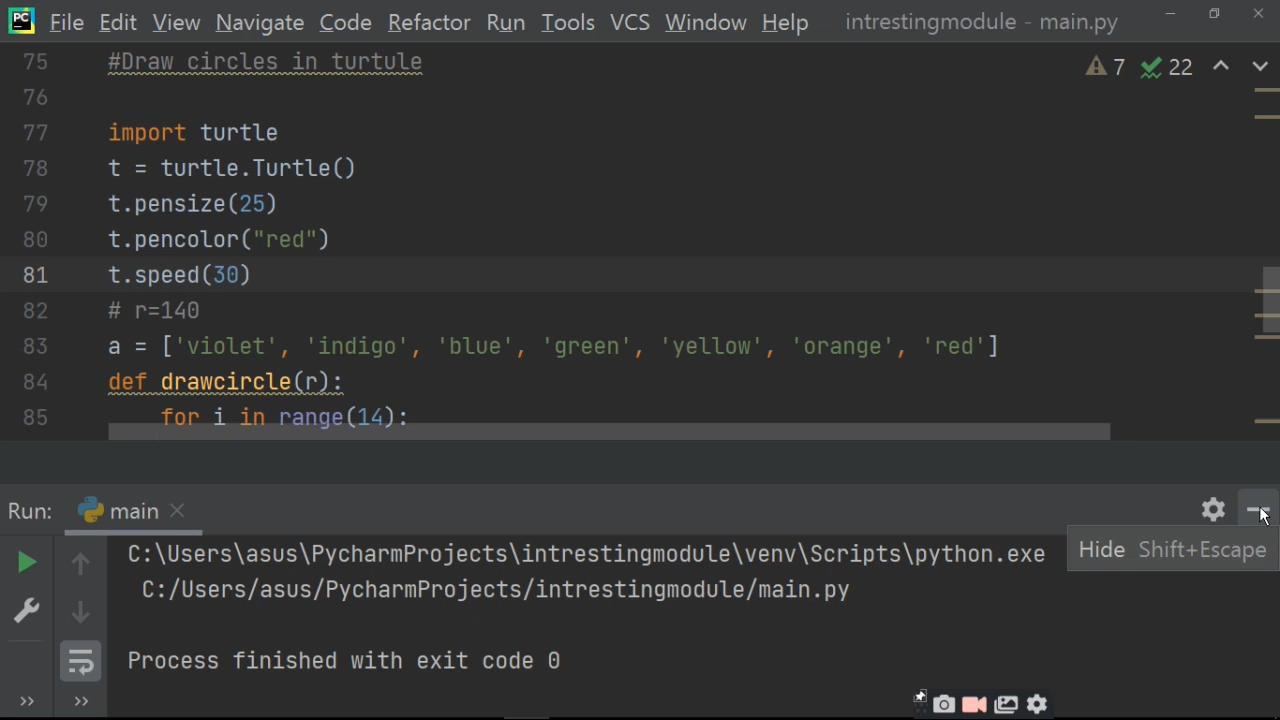 PC File Edit View Navigate Code Refactor Run Tools VCS Window Help intrestingmodule - main.py
75 #Draw circles in turtule 7 22
76
77 import turtle
78 t = turtle.Turtle()
79 t.pensize(25)
80 t.pencolor("red")
81 t.speed(30)
82 # r=140
83 a = ['violet', 'indigo', 'blue', 'green', 'yellow', 'orange', 'red']
84 def drawcircle(r):
85 for i in range(14):
Run: main
C:\Users\asus\PycharmProjects\intrestingmodule\venv\Scripts\python.exe
Hide Shift+Escape
C:/Users/asus/PycharmProjects/intrestingmodule/main.py
Process finished with exit code 0